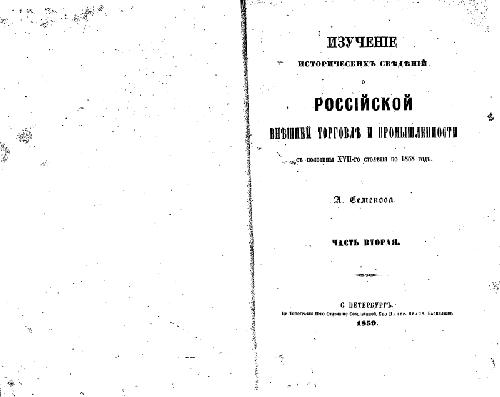 ИЗУЧЕНІЕ
ИСТОРИЧЕСКИХЪ СВѢДѢНІЙ
О
РОССІЙСКОЙ
ВНѢШНЕЙ ТОРГОВЛѢ И ПРОМЫШЛЕННОСТИ
съ половины XVII-го столѣтія по 1858 годъ.
А. Семенова.
ЧАСТЬ ВТОРАЯ.
С. ПЕТЕРБУРГЪ.
1859.